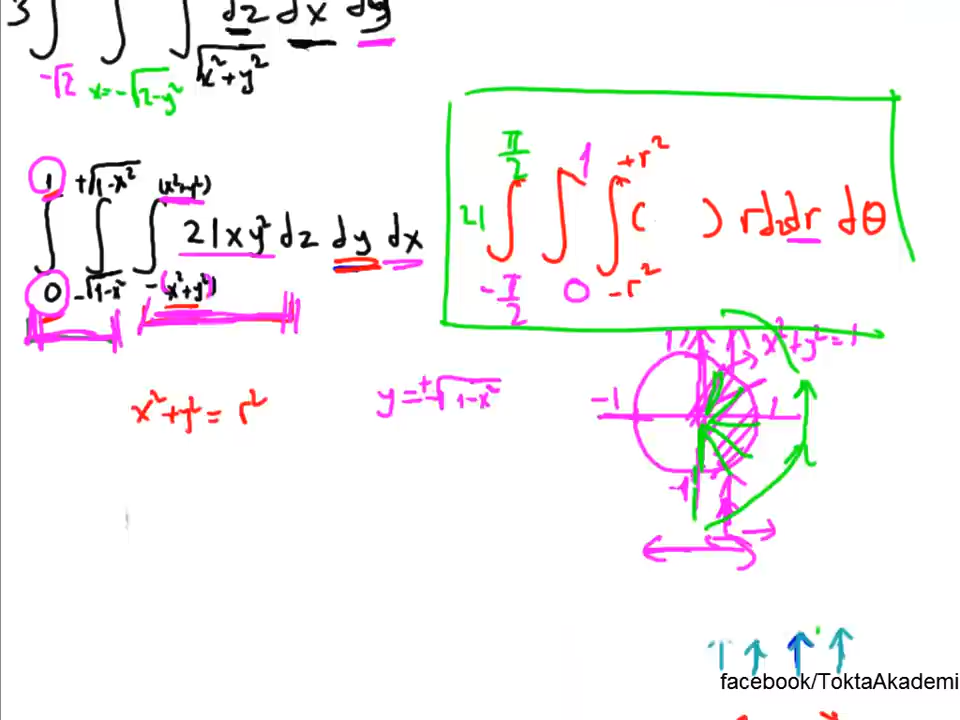 3 ∫ ∫ ∫ dz dx dy
-√2 x=-√(2-y²) √(x²+y²)
1 +√(1-x²) (x²+y²)
∫ ∫ ∫ 21xy² dz dy dx
0 -√(1-x²) -(x²+y²)
π/2 1 +r²
21 ∫ ∫ ∫ ( ) r dz dr dθ
-π/2 0 -r²
x²+y² = r²
y = ±√(1-x²)
1 x²+y²=1
-1 1
-1
facebook/ToktaAkademi